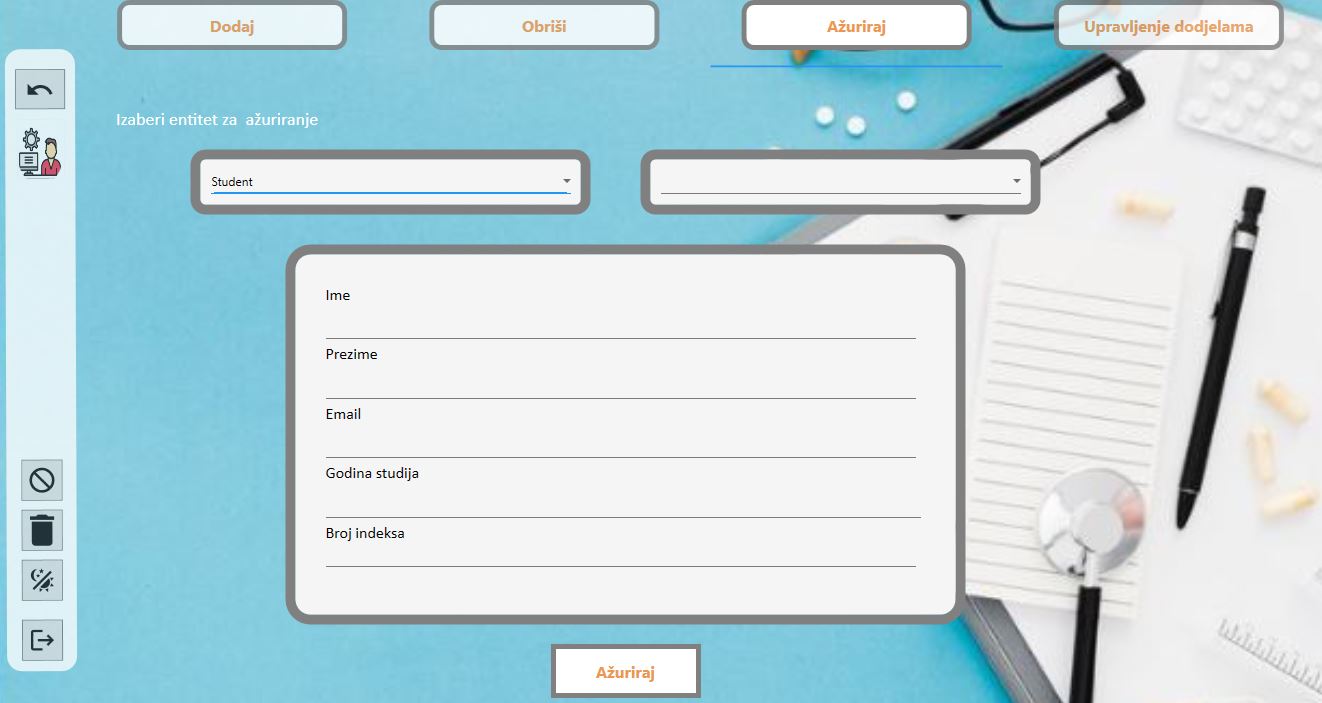 Dodaj
Obriši
Ažuriraj
Upravljenje dodjelama
Izaberi entitet za  ažuriranje
Student
Ime
Prezime
Email
Godina studija
Broj indeksa
Ažuriraj